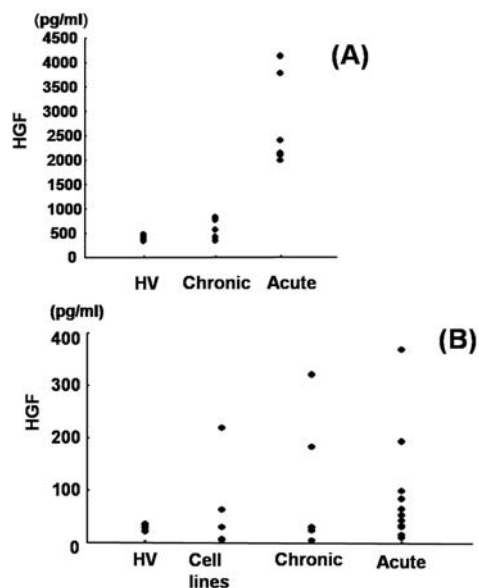 (pg/ml)
4500
4000
3500
3000
2500
2000
1500
1000
500
0
HGF
(A)
HV Chronic Acute
(pg/ml)
400
300
200
100
0
HGF
(B)
HV Cell lines Chronic Acute